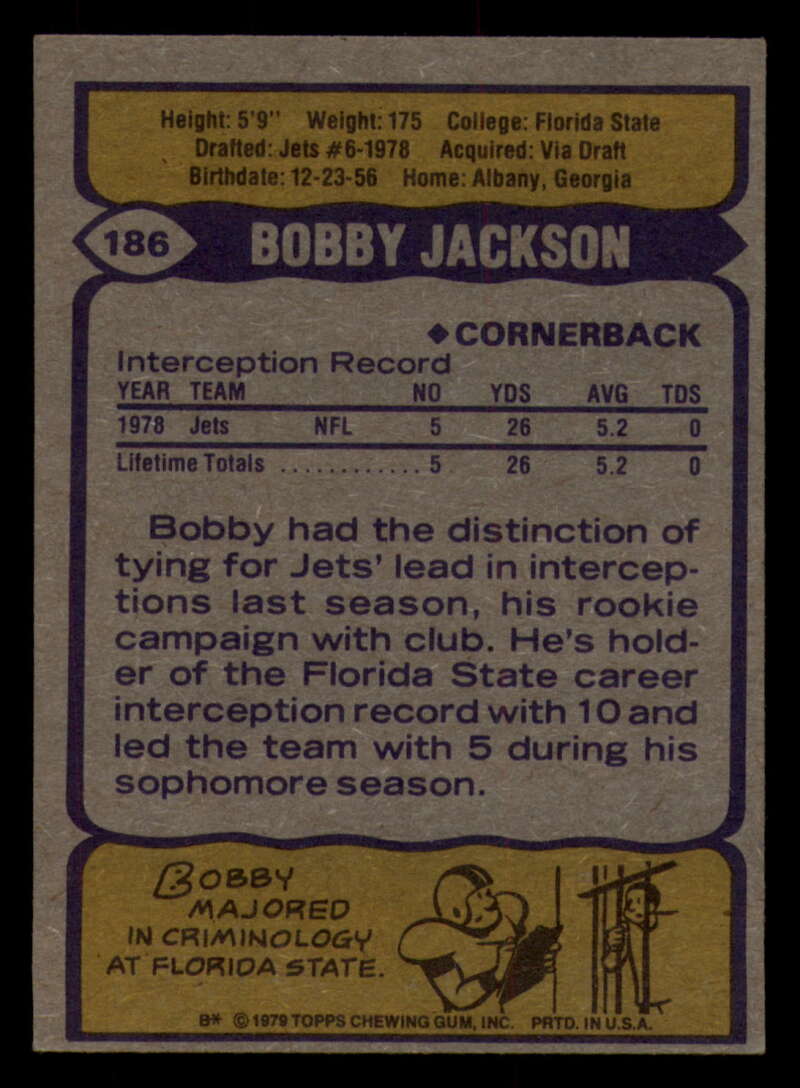 Height: 5'9" Weight: 175 College: Florida State
Drafted: Jets #6-1978 Acquired: Via Draft
Birthdate: 12-23-56 Home: Albany, Georgia
186 BOBBY JACKSON
◆CORNERBACK
Interception Record
YEAR TEAM NO YDS AVG TDS
1978 Jets NFL 5 26 5.2 0
Lifetime Totals ............ 5 26 5.2 0
Bobby had the distinction of
tying for Jets' lead in intercep-
tions last season, his rookie
campaign with club. He's hold-
er of the Florida State career
interception record with 10 and
led the team with 5 during his
sophomore season.
BOBBY
MAJORED
IN CRIMINOLOGY
AT FLORIDA STATE.
B* © 1979 TOPPS CHEWING GUM, INC. PRTD. IN U.S.A.